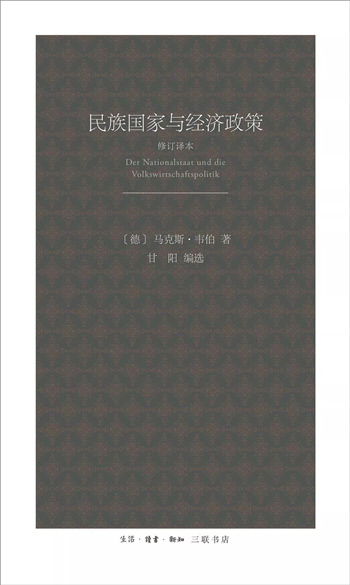 民族国家与经济政策
修订译本
Der Nationalstaat und die
Volkswirtschaftspolitik
〔德〕马克斯·韦伯 著
甘 阳 编选
生活·讀書·新知 三联书店